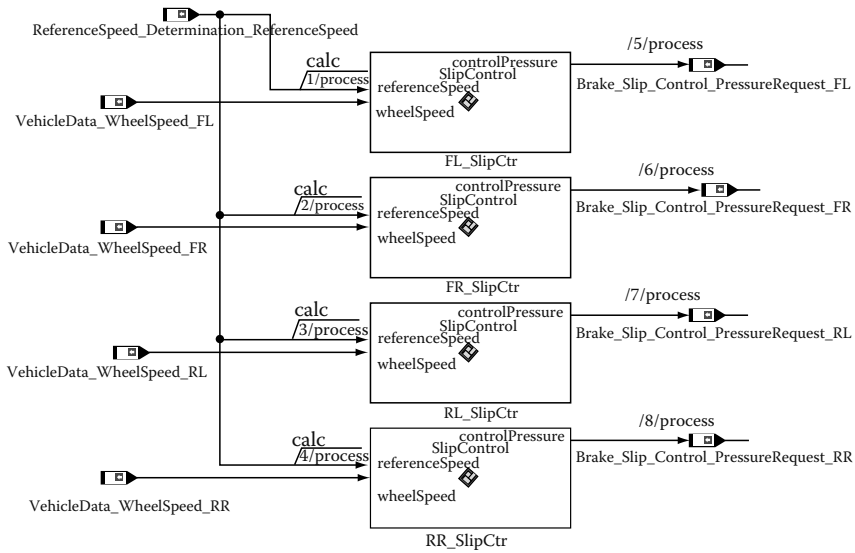 ReferenceSpeed_Determination_ReferenceSpeed
calc
1/process
controlPressure
SlipControl
referenceSpeed
wheelSpeed
/5/process
Brake_Slip_Control_PressureRequest_FL
VehicleData_WheelSpeed_FL
FL_SlipCtr
calc
2/process
controlPressure
SlipControl
referenceSpeed
wheelSpeed
/6/process
Brake_Slip_Control_PressureRequest_FR
VehicleData_WheelSpeed_FR
FR_SlipCtr
calc
3/process
controlPressure
SlipControl
referenceSpeed
wheelSpeed
/7/process
Brake_Slip_Control_PressureRequest_RL
VehicleData_WheelSpeed_RL
RL_SlipCtr
calc
4/process
controlPressure
SlipControl
referenceSpeed
wheelSpeed
/8/process
Brake_Slip_Control_PressureRequest_RR
VehicleData_WheelSpeed_RR
RR_SlipCtr